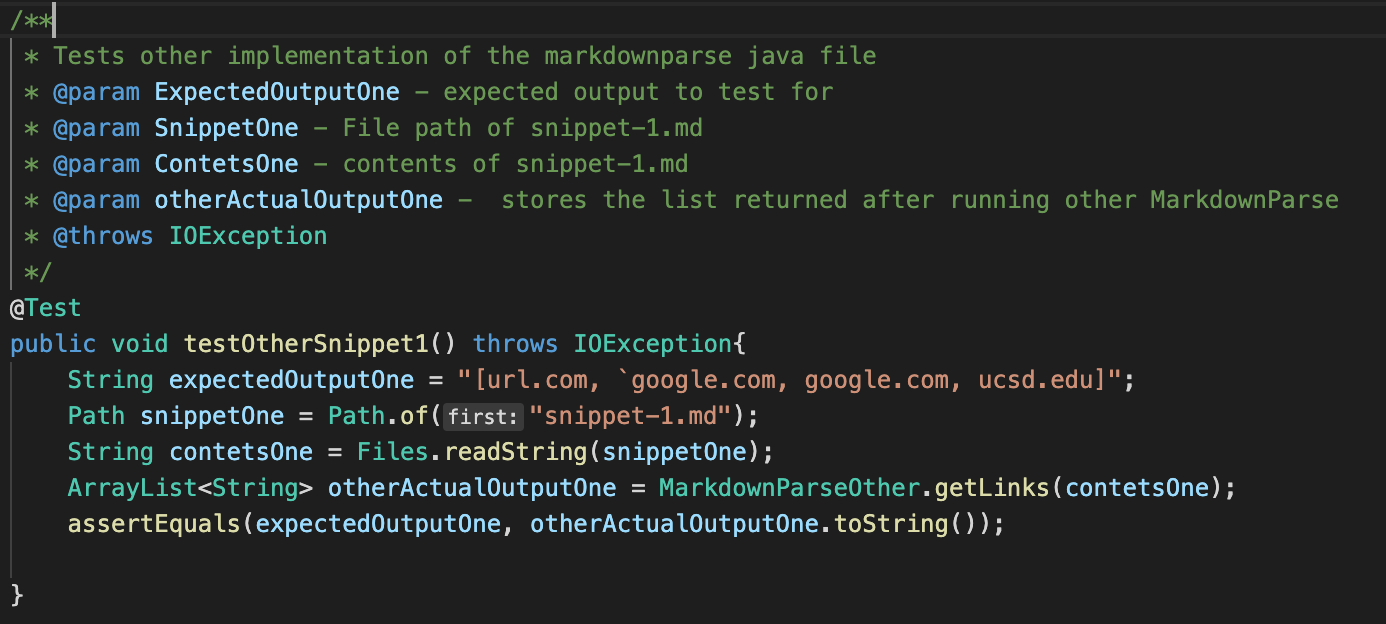 /**
 * Tests other implementation of the markdownparse java file
 * @param ExpectedOutputOne – expected output to test for
 * @param SnippetOne – File path of snippet-1.md
 * @param ContetsOne – contents of snippet-1.md
 * @param otherActualOutputOne –  stores the list returned after running other MarkdownParse
 * @throws IOException
 */
@Test
public void testOtherSnippet1() throws IOException{
    String expectedOutputOne = "[url.com, `google.com, google.com, ucsd.edu]";
    Path snippetOne = Path.of(first: "snippet-1.md");
    String contetsOne = Files.readString(snippetOne);
    ArrayList<String> otherActualOutputOne = MarkdownParseOther.getLinks(contetsOne);
    assertEquals(expectedOutputOne, otherActualOutputOne.toString());
}